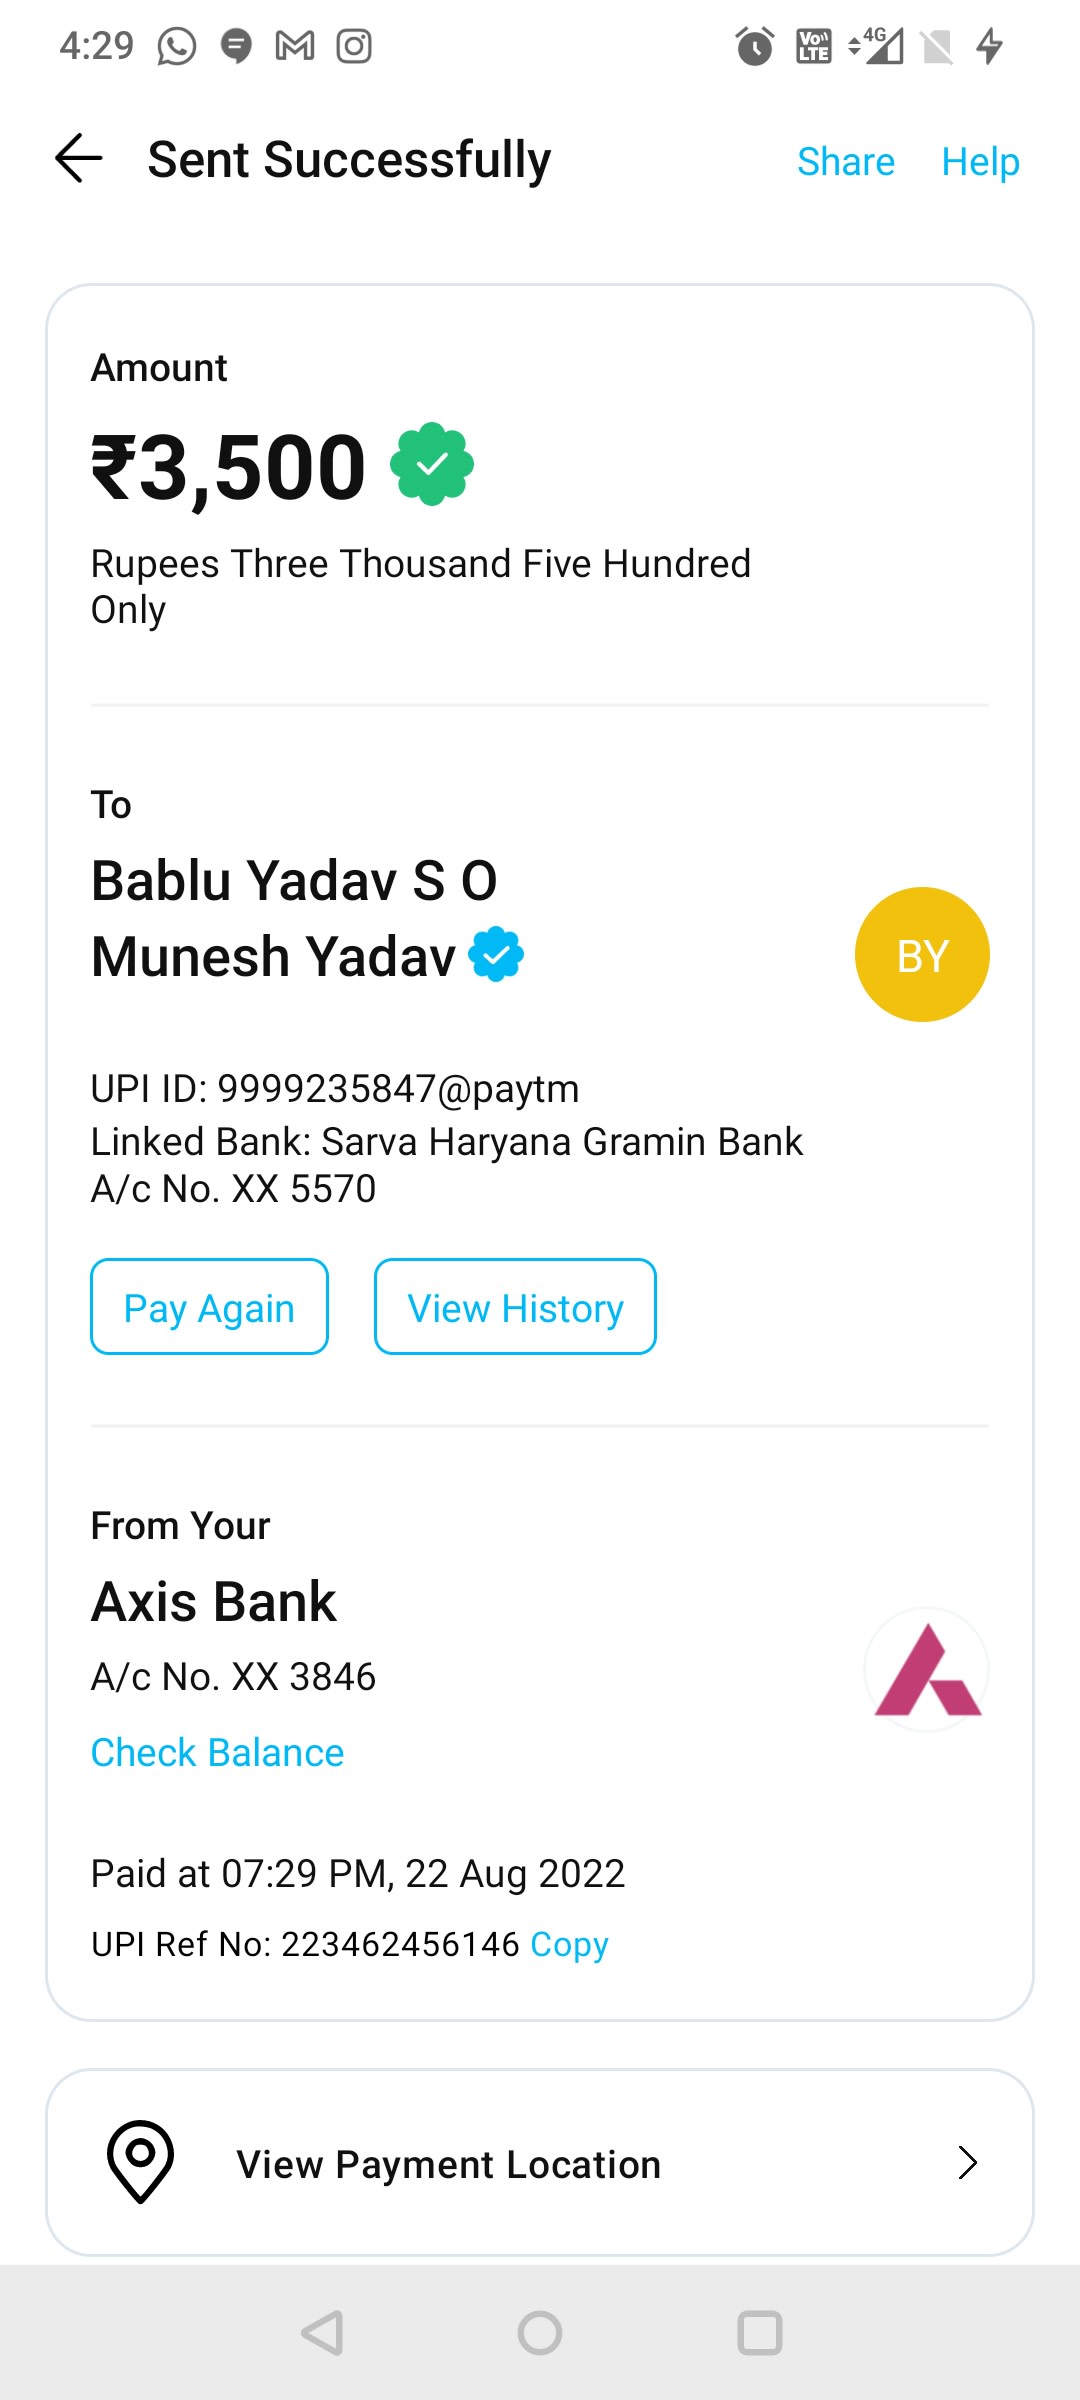 4:29
Vo))
LTE
4G
Sent Successfully
Share Help
Amount
₹3,500
Rupees Three Thousand Five Hundred
Only
To
Bablu Yadav S O
Munesh Yadav
BY
UPI ID: 9999235847@paytm
Linked Bank: Sarva Haryana Gramin Bank
A/c No. XX 5570
Pay Again
View History
From Your
Axis Bank
A/c No. XX 3846
Check Balance
Paid at 07:29 PM, 22 Aug 2022
UPI Ref No: 223462456146 Copy
View Payment Location